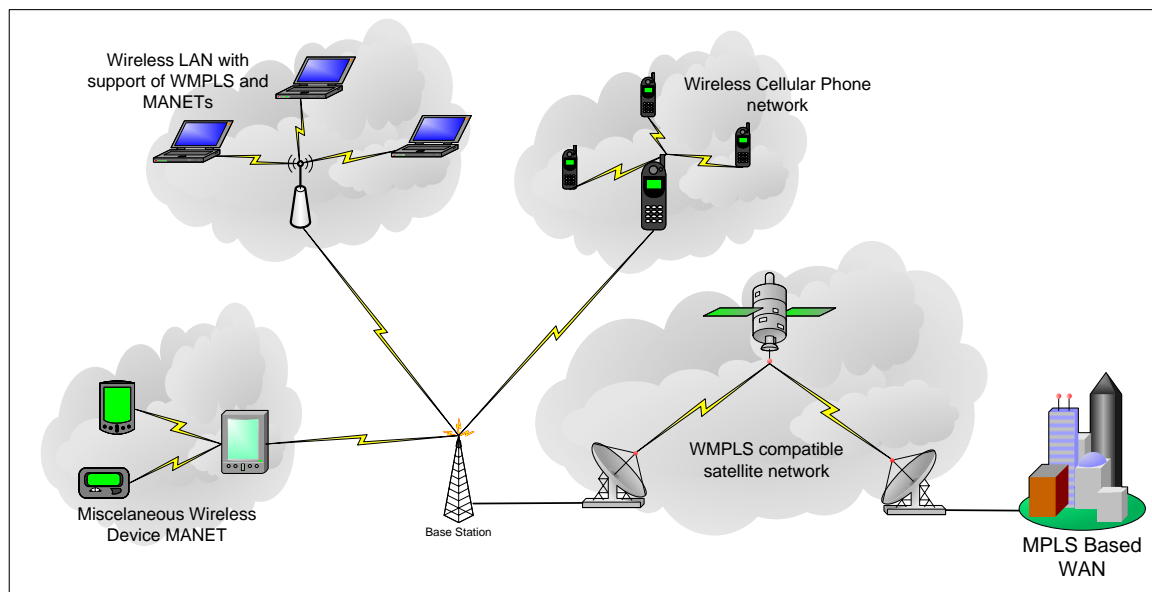 Wireless LAN with
support of WMPLS and
MANETs
Wireless Cellular Phone
network
WMPLS compatible
satellite network
Miscelaneous Wireless
Device MANET
Base Station
MPLS Based
WAN